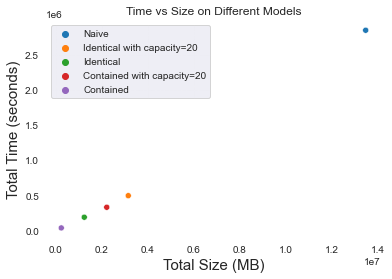 Time vs Size on Different Models
1e6
Naive
Identical with capacity=20
Identical
Contained with capacity=20
Contained
Total Time (seconds)
2.5
2.0
1.5
1.0
0.5
0.0
0.0 0.2 0.4 0.6 0.8 1.0 1.2 1.4
1e7
Total Size (MB)